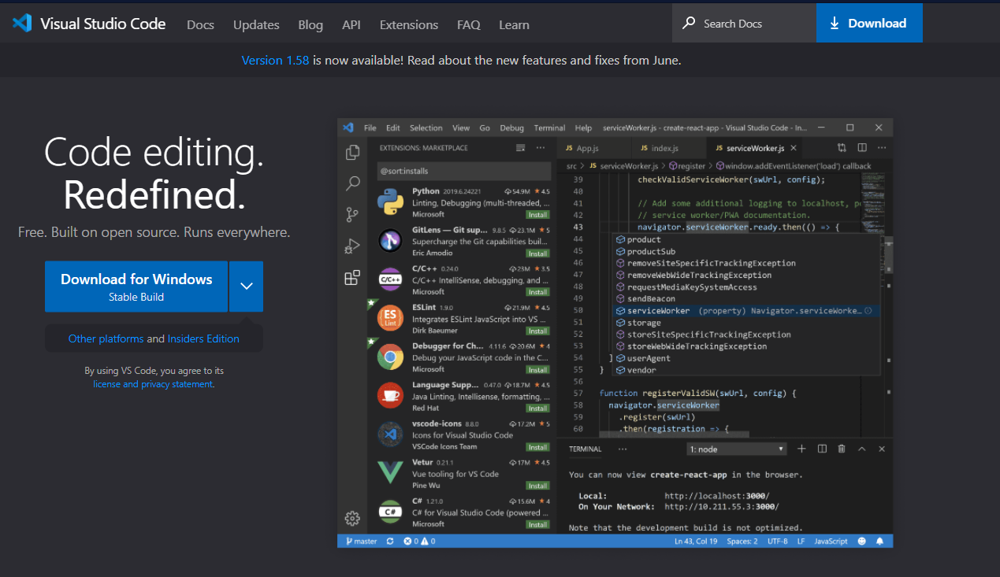 Visual Studio Code Docs Updates Blog API Extensions FAQ Learn Search Docs Download
Version 1.58 is now available! Read about the new features and fixes from June.
Code editing.
Redefined.
Free. Built on open source. Runs everywhere.
Download for Windows
Stable Build
Other platforms and Insiders Edition
By using VS Code, you agree to its
license and privacy statement.
File Edit Selection View Go Debug Terminal Help serviceWorker.js - create-react-app - Visual Studio Code - In...
EXTENSIONS: MARKETPLACE ...
@sort:installs
Python 2019.6.24221 54.9M ★ 4.5
Linting, Debugging (multi-threaded, ...
Microsoft Install
GitLens — Git sup... 9.8.5 23.1M ★ 5
Supercharge the Git capabilities buil...
Eric Amodio Install
C/C++ 0.24.0 23M ★ 3.5
C/C++ IntelliSense, debugging, and ...
Microsoft Install
C/C++
ESLint 1.9.0 21.9M ★ 4.5
Integrates ESLint JavaScript into VS ...
Dirk Baeumer Install
ES
Lint
Debugger for Ch... 4.11.6 20.6M ★ 4
Debug your JavaScript code in the C...
Microsoft Install
Language Supp... 0.47.0 18.7M ★ 4.5
Java Linting, Intellisense, formatting, ...
Red Hat Install
vscode-icons 8.8.0 17.2M ★ 5
Icons for Visual Studio Code
VSCode Icons Team Install
Vetur 0.21.1 17M ★ 4.5
Vue tooling for VS Code
Pine Wu Install
C# 1.21.0 15.6M ★ 4
C# for Visual Studio Code (powered ...
Microsoft Install
C#
JS App.js JS index.js JS serviceWorker.js ...
src > JS serviceWorker.js > register > window.addEventListener('load') callback
39 checkValidServiceWorker(swUrl, config);
40
41 // Add some additional logging to localhost, p
42 // service worker/PWA documentation.
43 navigator.serviceWorker.ready.then(() => {
44 product
45 productSub
46 removeSiteSpecificTrackingException
47 removeWebWideTrackingException
48 requestMediaKeySystemAccess
49 sendBeacon
50 serviceWorker (property) Navigator.serviceWorke...
51 storage
52 storeSiteSpecificTrackingException
53 storeWebWideTrackingException
54 ] userAgent
55 } vendor
56
57 function registerValidSW(swUrl, config) {
58 navigator.serviceWorker
59 .register(swUrl)
60 .then(registration => {
TERMINAL ... 1: node
You can now view create-react-app in the browser.
Local: http://localhost:3000/
On Your Network: http://10.211.55.3:3000/
Note that the development build is not optimized.
master 0 0 Ln 43, Col 19 Spaces: 2 UTF-8 LF JavaScript